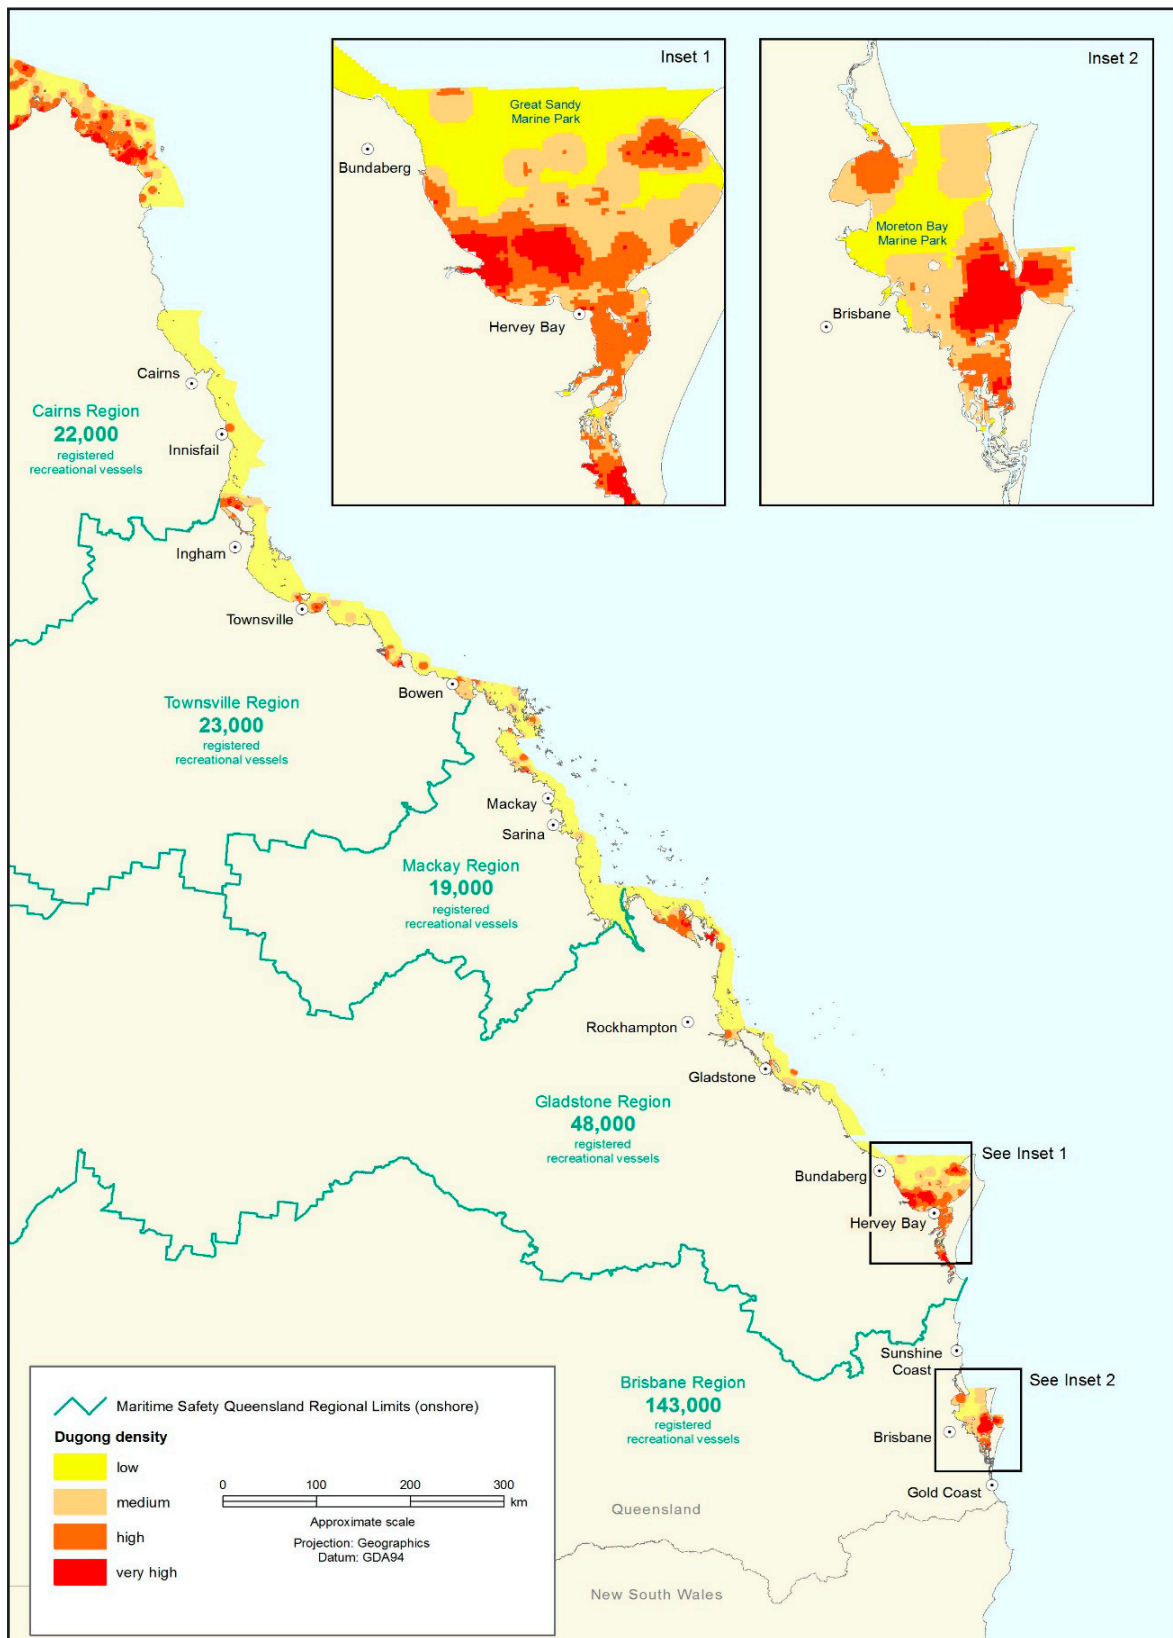 Inset 1
Great Sandy
Marine Park
Bundaberg
Hervey Bay
Inset 2
Moreton Bay
Marine Park
Brisbane
Cairns
Cairns Region
22,000
registered
recreational vessels
Innisfail
Ingham
Townsville
Townsville Region
23,000
registered
recreational vessels
Bowen
Mackay
Sarina
Mackay Region
19,000
registered
recreational vessels
Rockhampton
Gladstone
Gladstone Region
48,000
registered
recreational vessels
See Inset 1
Bundaberg
Hervey Bay
Sunshine
Coast
See Inset 2
Brisbane Region
143,000
registered
recreational vessels
Brisbane
Gold Coast
Queensland
New South Wales
Maritime Safety Queensland Regional Limits (onshore)
Dugong density
low
medium
high
very high
0 100 200 300
km
Approximate scale
Projection: Geographics
Datum: GDA94